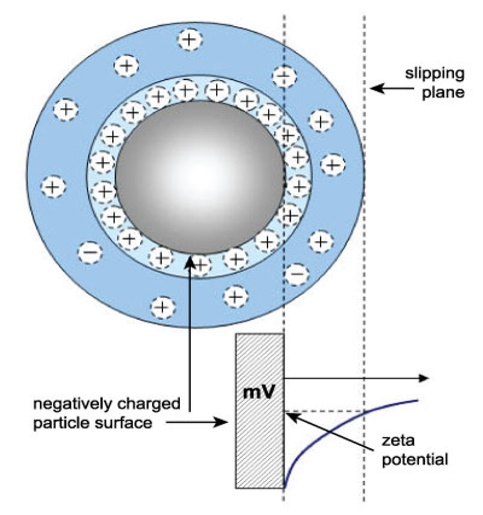 slipping
plane
mV
negatively charged
particle surface
zeta
potential